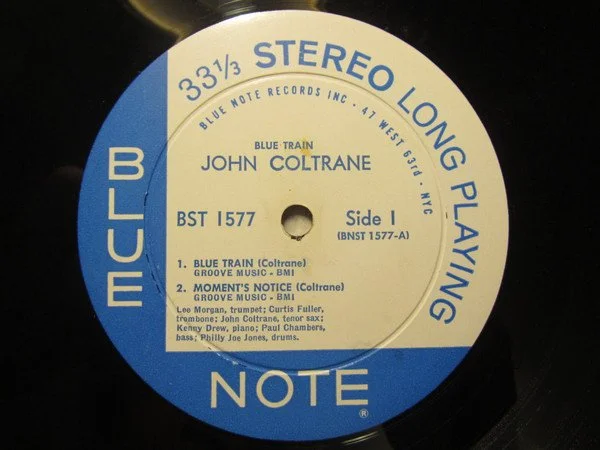 33⅓ STEREO LONG PLAYING
BLUE NOTE RECORDS INC · 47 WEST 63rd · NYC
BLUE TRAIN
JOHN COLTRANE
BST 1577
Side 1
(BNST 1577-A)
1. BLUE TRAIN (Coltrane)
GROOVE MUSIC - BMI
2. MOMENT'S NOTICE (Coltrane)
GROOVE MUSIC - BMI
Lee Morgan, trumpet; Curtis Fuller,
trombone; John Coltrane, tenor sax;
Kenny Drew, piano; Paul Chambers,
bass; Philly Joe Jones, drums.
BLUE
NOTE
®